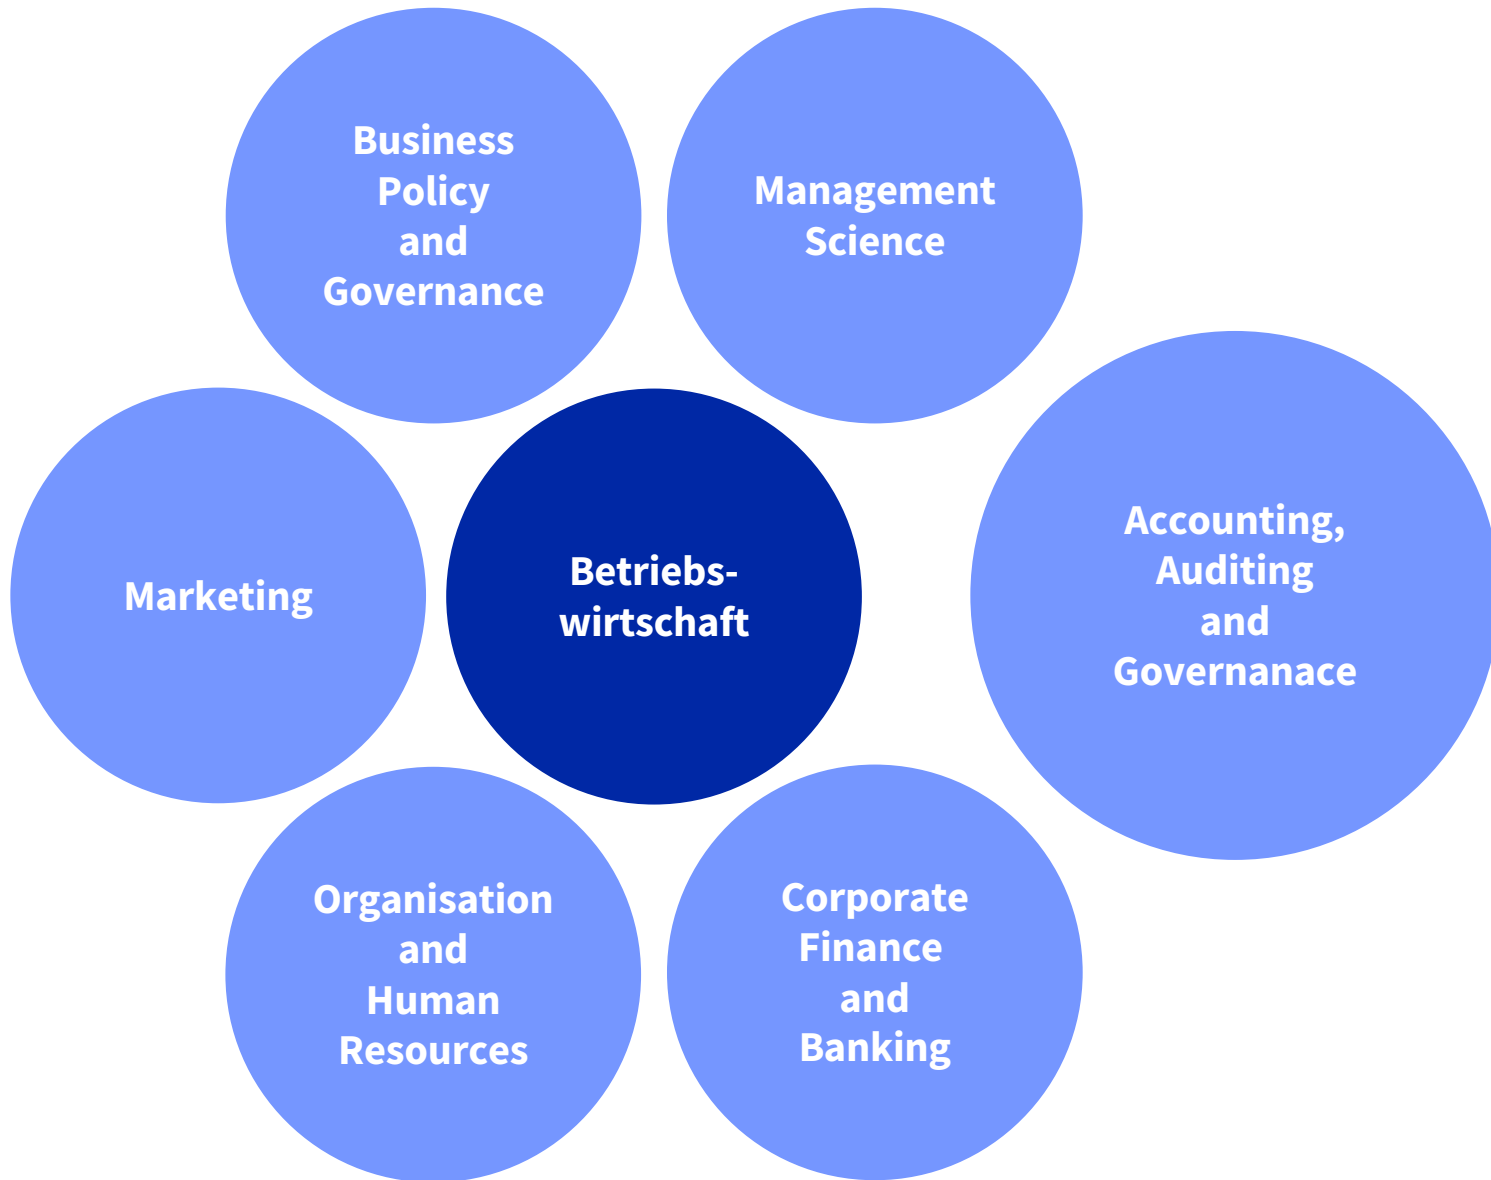 Business
Policy
and
Governance
Management
Science
Marketing
Betriebs-
wirtschaft
Accounting,
Auditing
and
Governanace
Organisation
and
Human
Resources
Corporate
Finance
and
Banking